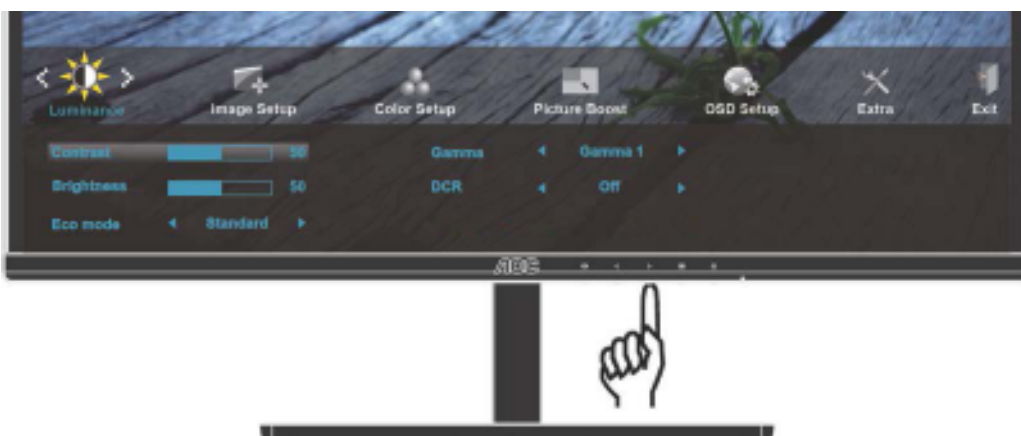 Luminance Image Setup Color Setup Picture Boost OSD Setup Extra Exit
Contrast 50 Gamma Gamma 1
Brightness 50 DCR Off
Eco mode Standard
AOC